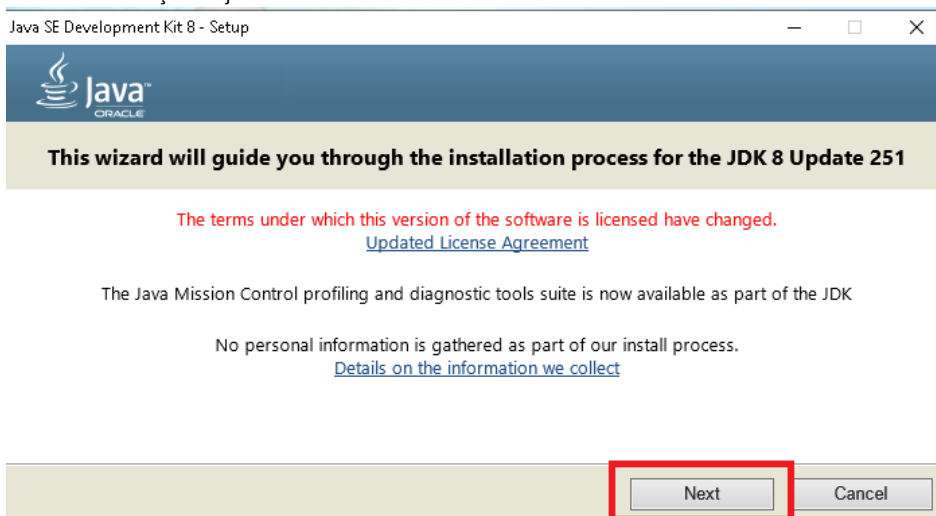 Java SE Development Kit 8 - Setup
Java™
ORACLE
This wizard will guide you through the installation process for the JDK 8 Update 251
The terms under which this version of the software is licensed have changed.
Updated License Agreement
The Java Mission Control profiling and diagnostic tools suite is now available as part of the JDK
No personal information is gathered as part of our install process.
Details on the information we collect
Next
Cancel